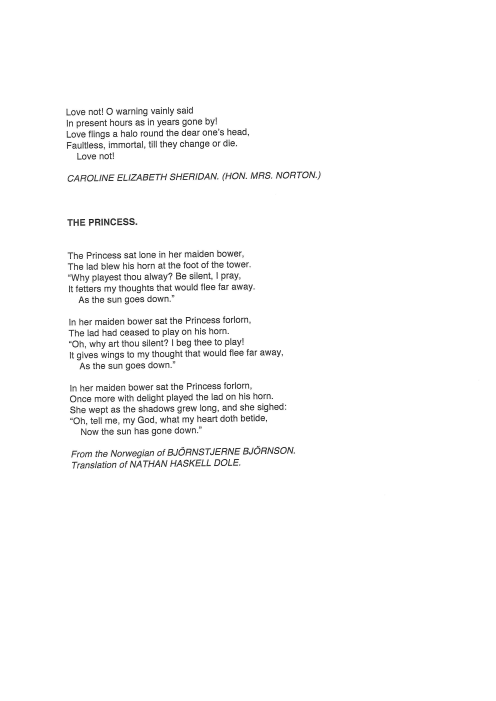 Love not! O warning vainly said
In present hours as in years gone by!
Love flings a halo round the dear one's head,
Faultless, immortal, till they change or die.
Love not!
CAROLINE ELIZABETH SHERIDAN. (HON. MRS. NORTON.)
THE PRINCESS.
The Princess sat lone in her maiden bower,
The lad blew his horn at the foot of the tower.
"Why playest thou alway? Be silent, I pray,
It fetters my thoughts that would flee far away.
As the sun goes down."
In her maiden bower sat the Princess forlorn,
The lad had ceased to play on his horn.
"Oh, why art thou silent? I beg thee to play!
It gives wings to my thought that would flee far away,
As the sun goes down."
In her maiden bower sat the Princess forlorn,
Once more with delight played the lad on his horn.
She wept as the shadows grew long, and she sighed:
"Oh, tell me, my God, what my heart doth betide,
Now the sun has gone down."
From the Norwegian of BJÖRNSTJERNE BJÖRNSON.
Translation of NATHAN HASKELL DOLE.